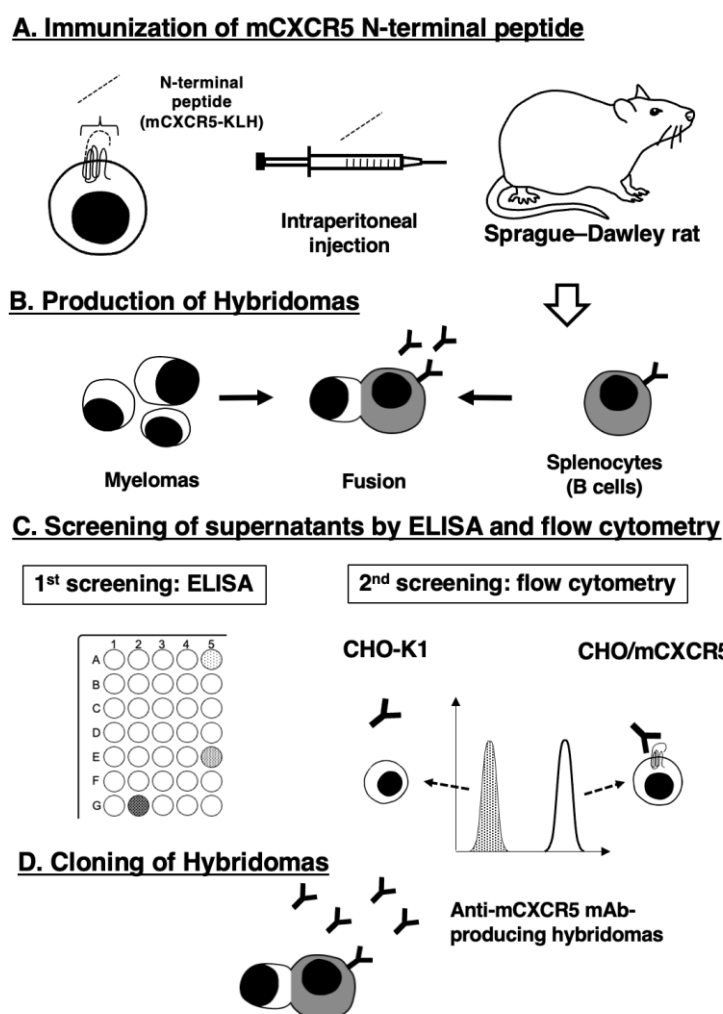 A. Immunization of mCXCR5 N-terminal peptide
N-terminal
peptide
(mCXCR5-KLH)
Intraperitoneal
injection
Sprague–Dawley rat
B. Production of Hybridomas
Myelomas
Fusion
Splenocytes
(B cells)
C. Screening of supernatants by ELISA and flow cytometry
1st screening: ELISA
2nd screening: flow cytometry
1 2 3 4 5
A
B
C
D
E
F
G
CHO-K1
CHO/mCXCR5
D. Cloning of Hybridomas
Anti-mCXCR5 mAb-
producing hybridomas